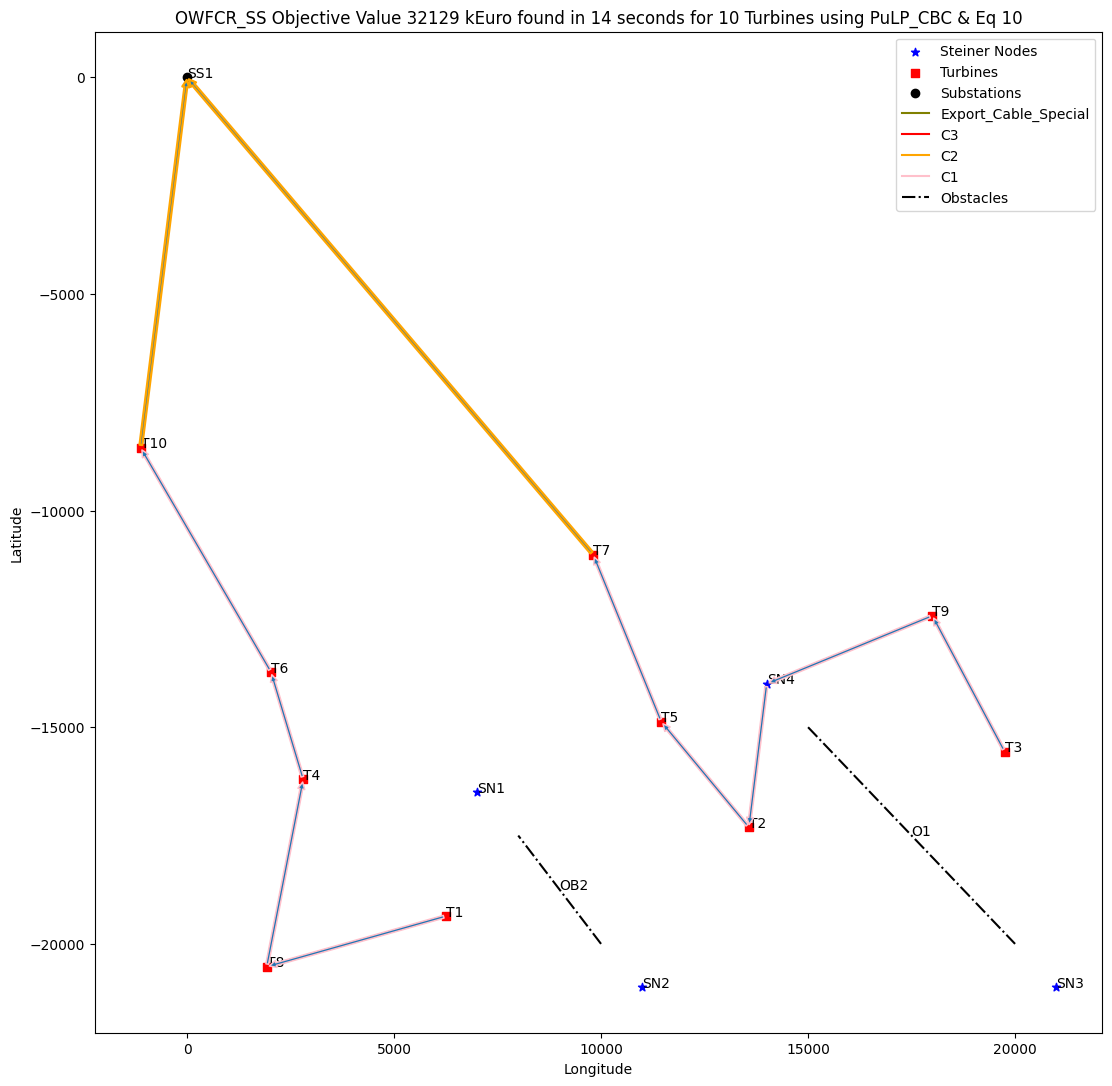 OWFCR_SS Objective Value 32129 kEuro found in 14 seconds for 10 Turbines using PuLP_CBC & Eq 10
Steiner Nodes
Turbines
Substations
Export_Cable_Special
C3
C2
C1
Obstacles
0
−5000
−10000
−15000
−20000
Latitude
SS1
T10
T7
T9
T6
SN4
T5
T3
T4
SN1
T2
O1
OB2
T1
T8
SN2
SN3
0
5000
10000
15000
20000
Longitude